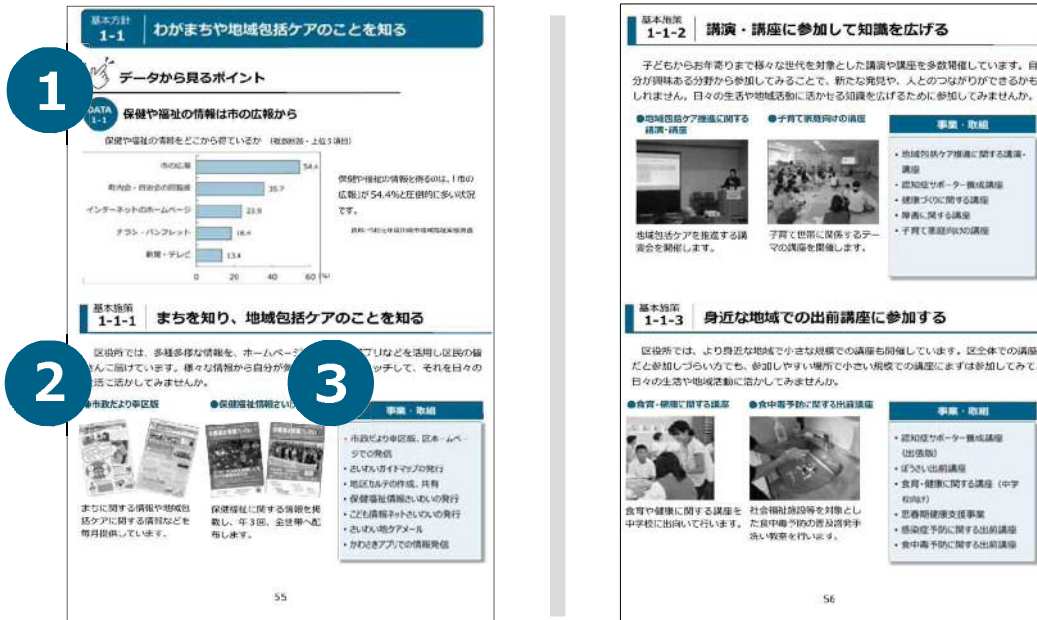 基本方針
1-1
わがまちや地域包括ケアのことを知る
1
データから見るポイント
DATA
1-1
保健や福祉の情報は市の広報から
保健や福祉の情報をどこから得ているか（複数回答・上位５項目）
市の広報
54.4
町内会・自治会の回覧板
35.7
インターネットのホームページ
23.9
チラシ・パンフレット
18.4
新聞・テレビ
13.4
0 20 40 60 (%)
保健や福祉の情報を得るのは、「市の
広報」が 54.4%と圧倒的に多い状況
です。
基本施策
1-1-1
まちを知り、地域包括ケアのことを知る
区役所では、多種多様な情報を、ホームペー
プリなどを活用し区民の皆
さんに届けています。様々な情報から自分が
ッチして、それを日々の
生活に活かしてみませんか。
2
3
●市政だより幸区版
●保健福祉情報さいわい
まちに関する情報や地域包
括ケアに関する情報などを
毎月提供しています。
保健福祉に関する情報を掲
載し、年３回、全世帯へ配
布します。
事業・取組
・市政だより幸区版、区ホームペー
ジでの発信
・さいわいガイドマップの発行
・地区カルテの作成、共有
・保健福祉情報さいわいの発行
・こども情報ネットさいわいの発行
・さいわい地ケアメール
・かわさきアプリでの情報発信
55
基本施策
1-1-2
講演・講座に参加して知識を広げる
子どもからお年寄りまで様々な世代を対象とした講演や講座を多数開催しています。自
分が興味ある分野から参加してみることで、新たな発見や、人とのつながりができるかも
しれません。日々の生活や地域活動に活かせる知識を広げるために参加してみませんか。
●地域包括ケア推進に関する
講演・講座
●子育て家庭向けの講座
地域包括ケアを推進する講
演会を開催します。
子育て世帯に関係するテー
マの講座を開催します。
事業・取組
・地域包括ケア推進に関する講演・
講座
・認知症サポーター養成講座
・健康づくりに関する講座
・障害に関する講座
・子育て家庭向けの講座
基本施策
1-1-3
身近な地域での出前講座に参加する
区役所では、より身近な地域で小さな規模での講座も開催しています。区全体での講座
だと参加しづらい方でも、参加しやすい場所で小さい規模での講座にまずは参加してみて、
日々の生活や地域活動に活かしてみませんか。
●食育・健康に関する講座
●食中毒予防に関する出前講座
食育や健康に関する講座を
中学校に出向いて行います。
社会福祉施設等を対象とし
た食中毒予防の普及啓発手
洗い教室を行います。
事業・取組
・認知症サポーター養成講座
（出張版）
・ぼうさい出前講座
・食育・健康に関する講座（中学
校向け）
・思春期健康支援事業
・感染症予防に関する出前講座
・食中毒予防に関する出前講座
56